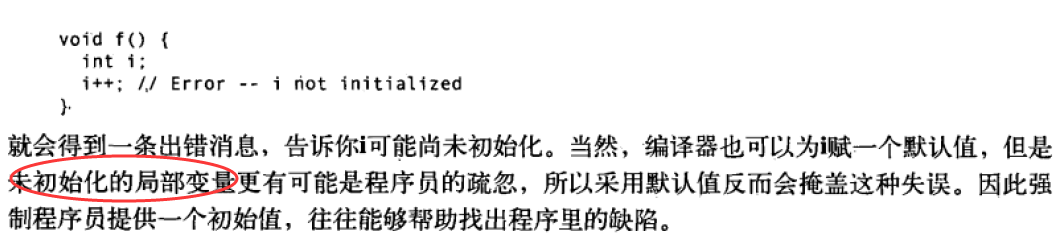 void f() {
int i;
i++; // Error -- i not initialized
}
就会得到一条出错消息，告诉你i可能尚未初始化。当然，编译器也可以为i赋一个默认值，但是
未初始化的局部变量更有可能是程序员的疏忽，所以采用默认值反而会掩盖这种失误。因此强
制程序员提供一个初始值，往往能够帮助找出程序里的缺陷。